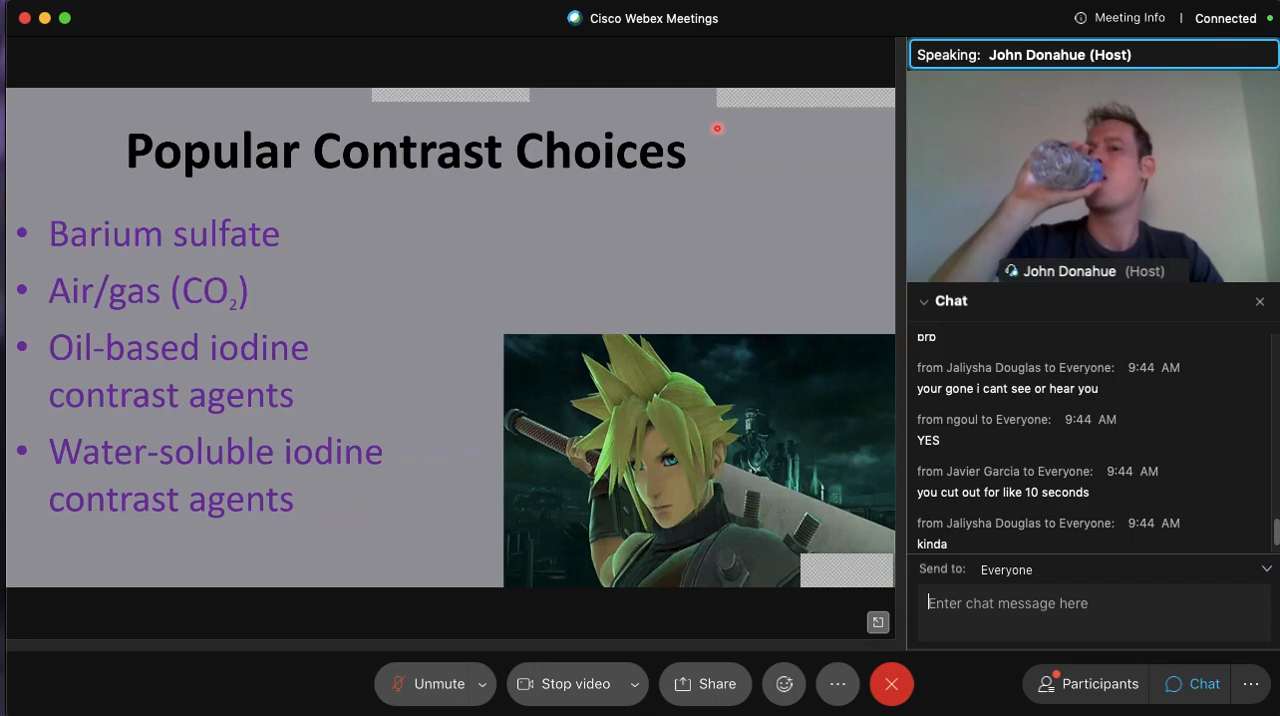 Cisco Webex Meetings
Meeting Info
Connected
Speaking: John Donahue (Host)
Popular Contrast Choices
• Barium sulfate
• Air/gas (CO₂)
• Oil-based iodine
contrast agents
• Water-soluble iodine
contrast agents
John Donahue (Host)
Chat
brb
from Jaliysha Douglas to Everyone: 9:44 AM
your gone i cant see or hear you
from ngoul to Everyone: 9:44 AM
YES
from Javier Garcia to Everyone: 9:44 AM
you cut out for like 10 seconds
from Jaliysha Douglas to Everyone: 9:44 AM
kinda
Send to: Everyone
Enter chat message here
Unmute
Stop video
Share
Participants
Chat